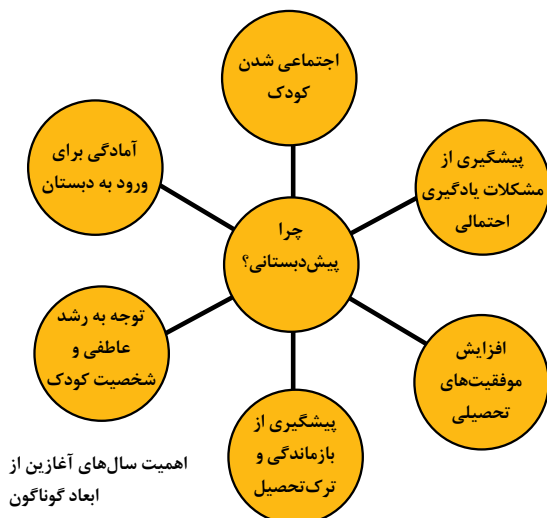 اجتماعی شدن
کودک
پیشگیری از
مشکلات یادگیری
احتمالی
آمادگی برای
ورود به دبستان
چرا
پیش‌دبستانی؟
توجه به رشد
عاطفی و
شخصیت کودک
افزایش
موفقیت‌های
تحصیلی
پیشگیری از
بازماندگی و
ترک‌تحصیل
اهمیت سال‌های آغازین از
ابعاد گوناگون